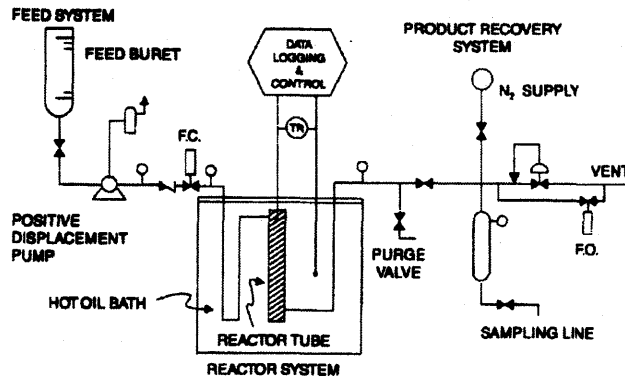 FEED SYSTEM
FEED BURET
DATA
LOGGING
&
CONTROL
PRODUCT RECOVERY
SYSTEM
N₂ SUPPLY
F.C.
TR
VENT
POSITIVE
DISPLACEMENT
PUMP
PURGE
VALVE
F.O.
HOT OIL BATH
REACTOR TUBE
SAMPLING LINE
REACTOR SYSTEM